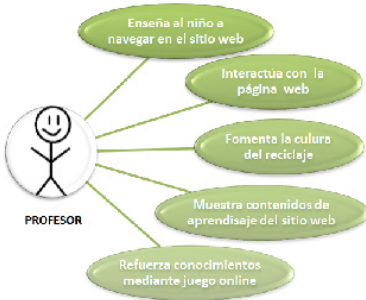 Enseña al niño a
navegar en el sitio web
Interactúa con la
página web
Fomenta la culura
del reciclaje
PROFESOR
Muestra contenidos de
aprendisaje del sitio web
Refuerza conocimientos
mediante juego online